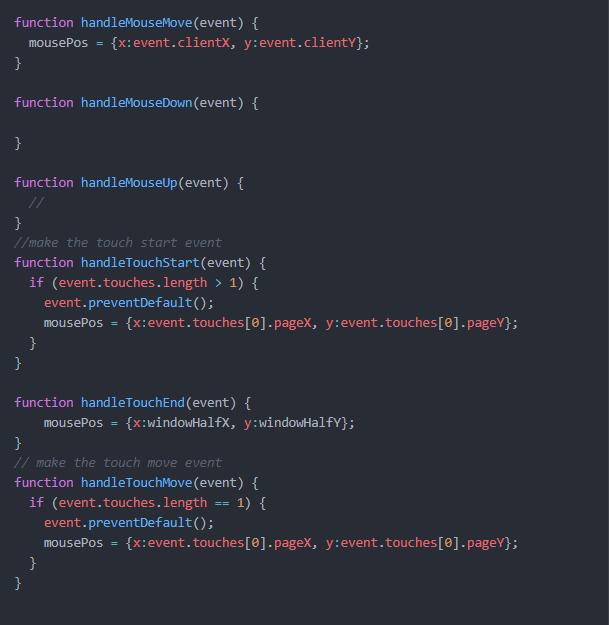 function handleMouseMove(event) {
  mousePos = {x:event.clientX, y:event.clientY};
}

function handleMouseDown(event) {

}

function handleMouseUp(event) {
  //
}
//make the touch start event
function handleTouchStart(event) {
  if (event.touches.length > 1) {
    event.preventDefault();
    mousePos = {x:event.touches[0].pageX, y:event.touches[0].pageY};
  }
}

function handleTouchEnd(event) {
    mousePos = {x:windowHalfX, y:windowHalfY};
}
// make the touch move event
function handleTouchMove(event) {
  if (event.touches.length == 1) {
    event.preventDefault();
    mousePos = {x:event.touches[0].pageX, y:event.touches[0].pageY};
  }
}